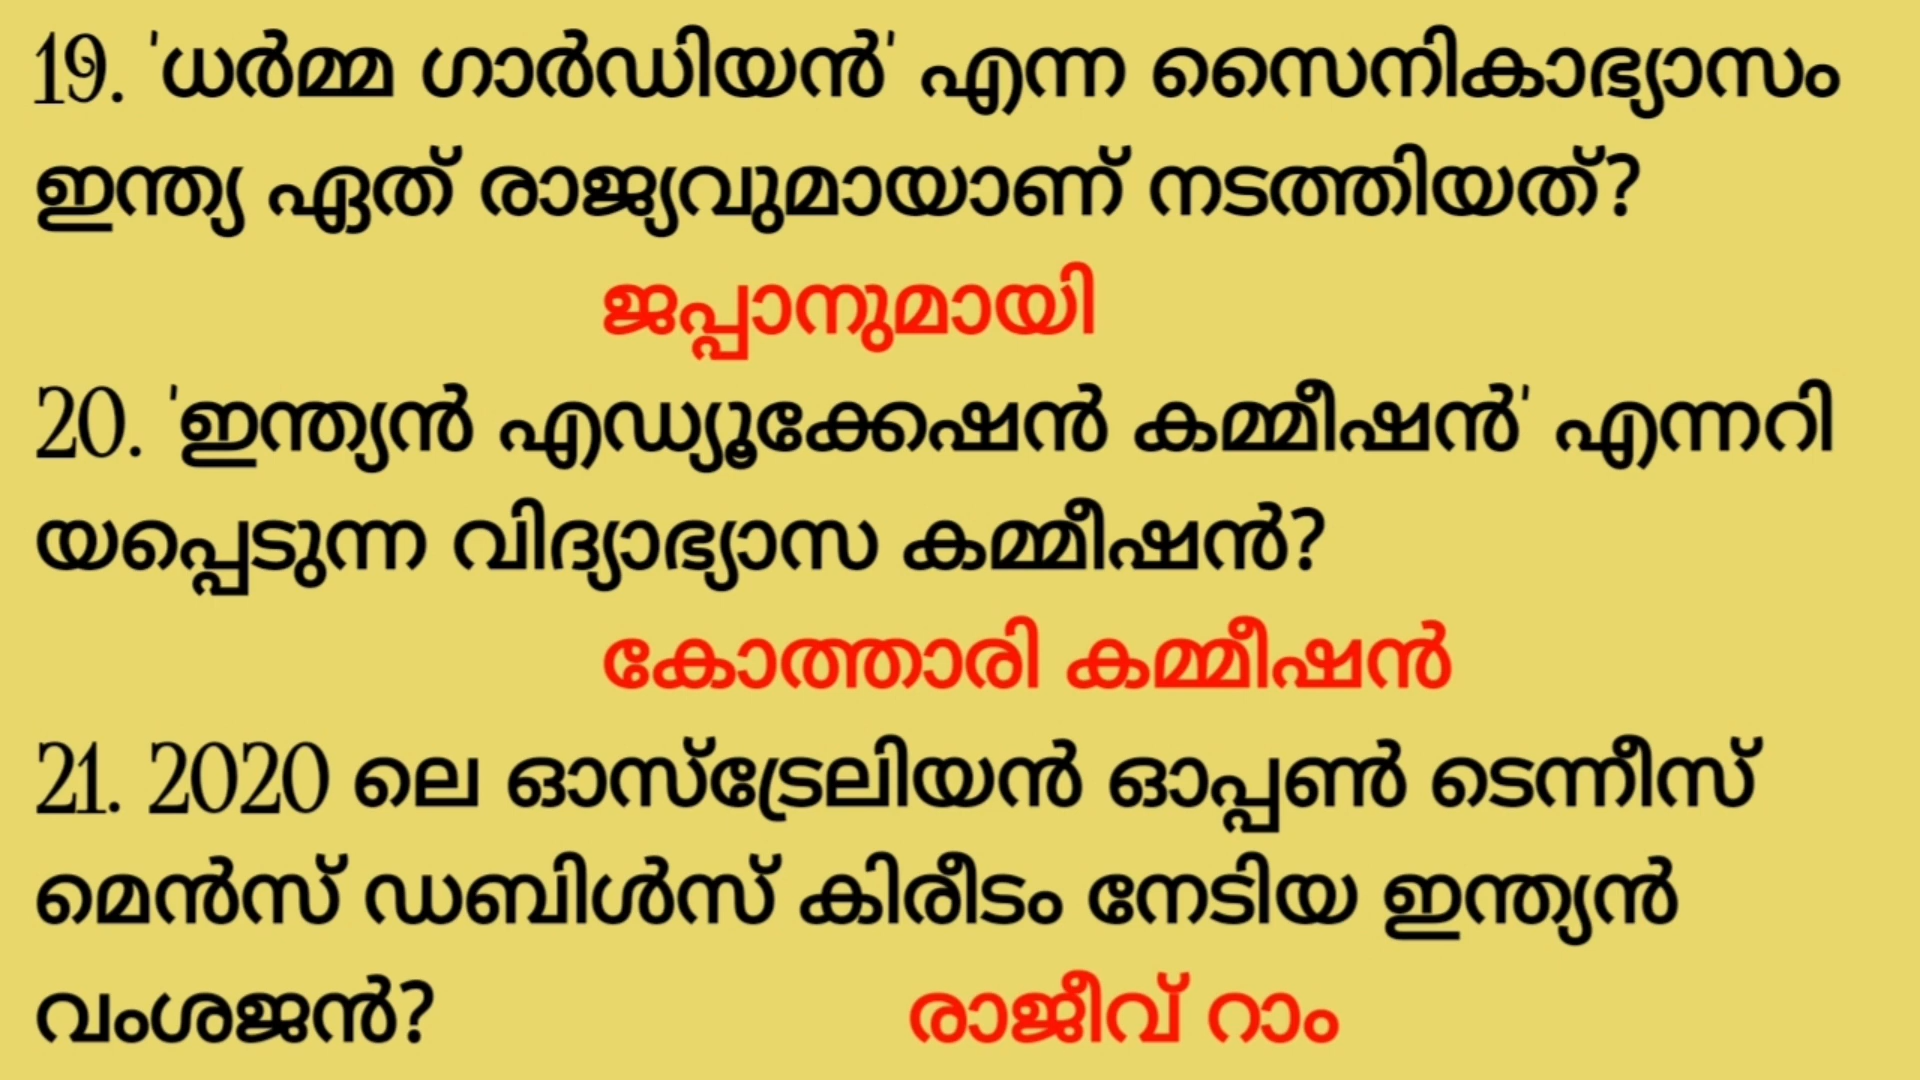 19. 'ധർമ്മ ഗാർഡിയൻ' എന്ന സൈനികാഭ്യാസം
ഇന്ത്യ ഏത് രാജ്യവുമായാണ് നടത്തിയത്?
ജപ്പാനുമായി
20. 'ഇന്ത്യൻ എഡ്യൂക്കേഷൻ കമ്മീഷൻ' എന്നറി
യപ്പെടുന്ന വിദ്യാഭ്യാസ കമ്മീഷൻ?
കോത്താരി കമ്മീഷൻ
21. 2020 ലെ ഓസ്ട്രേലിയൻ ഓപ്പൺ ടെന്നീസ്
മെൻസ് ഡബിൾസ് കിരീടം നേടിയ ഇന്ത്യൻ
വംശജൻ? രാജീവ് റാം